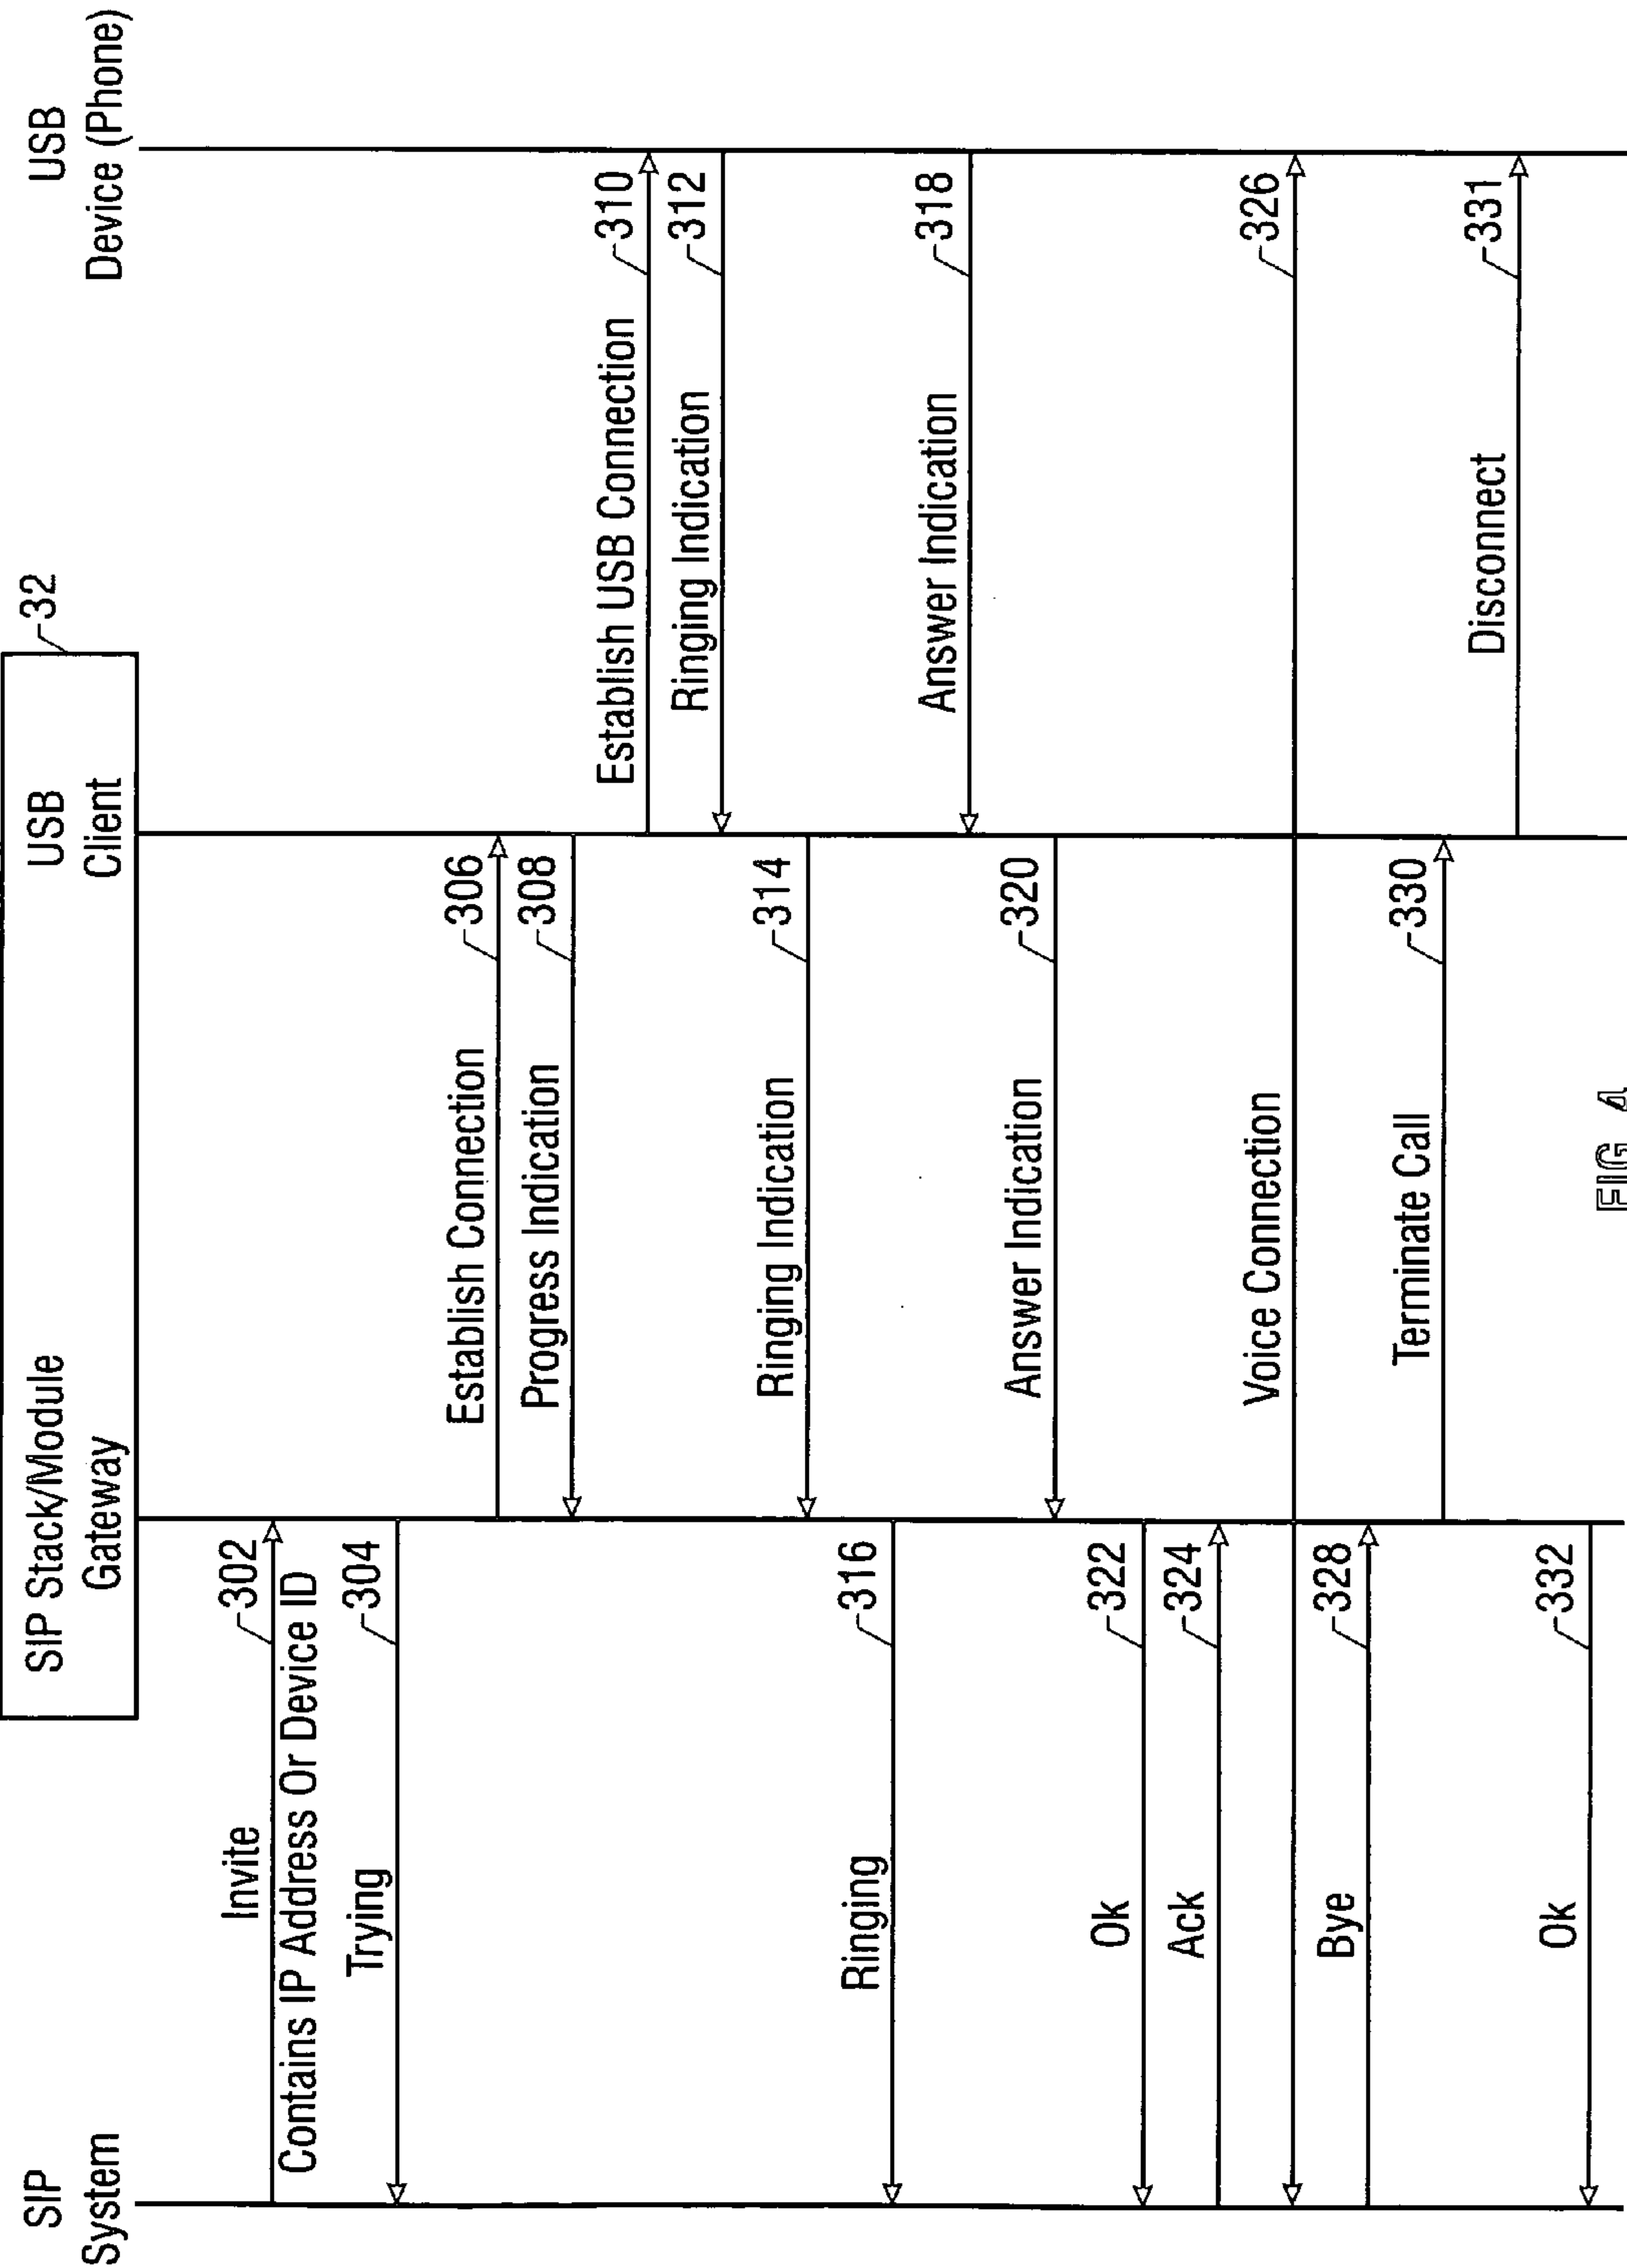 SIP
System
SIP Stack/Module
Gateway
USB
Client
32
USB
Device (Phone)
Invite
302
Contains IP Address Or Device ID
Trying
304
Establish Connection
306
Progress Indication
308
Establish USB Connection
310
Ringing Indication
312
Ringing Indication
314
Ringing
316
Answer Indication
318
Answer Indication
320
Ok
322
Ack
324
Voice Connection
326
Bye
328
Terminate Call
330
Disconnect
331
Ok
332
FIG. 4